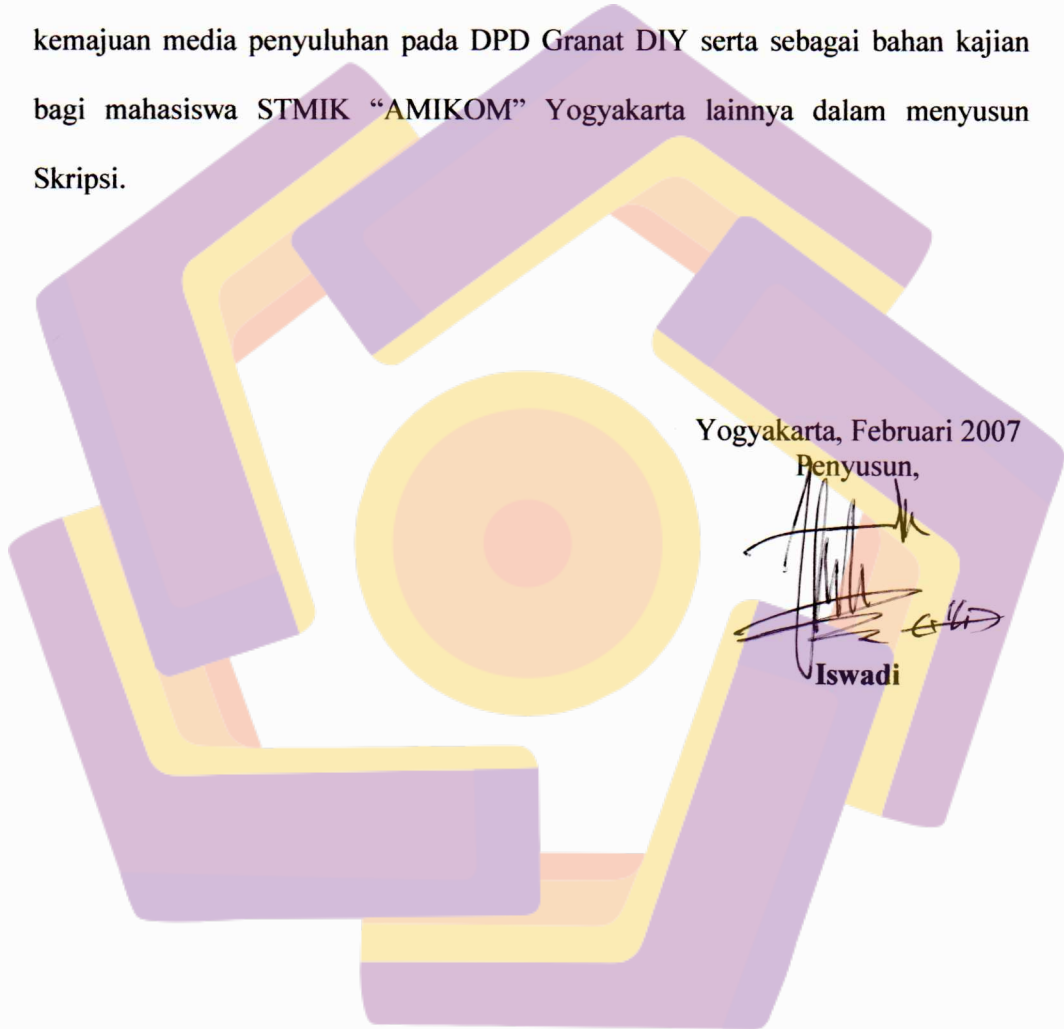 kemajuan media penyuluhan pada DPD Granat DIY serta sebagai bahan kajian
bagi mahasiswa STMIK “AMIKOM” Yogyakarta lainnya dalam menyusun
Skripsi.
Yogyakarta, Februari 2007
Penyusun,
Iswadi